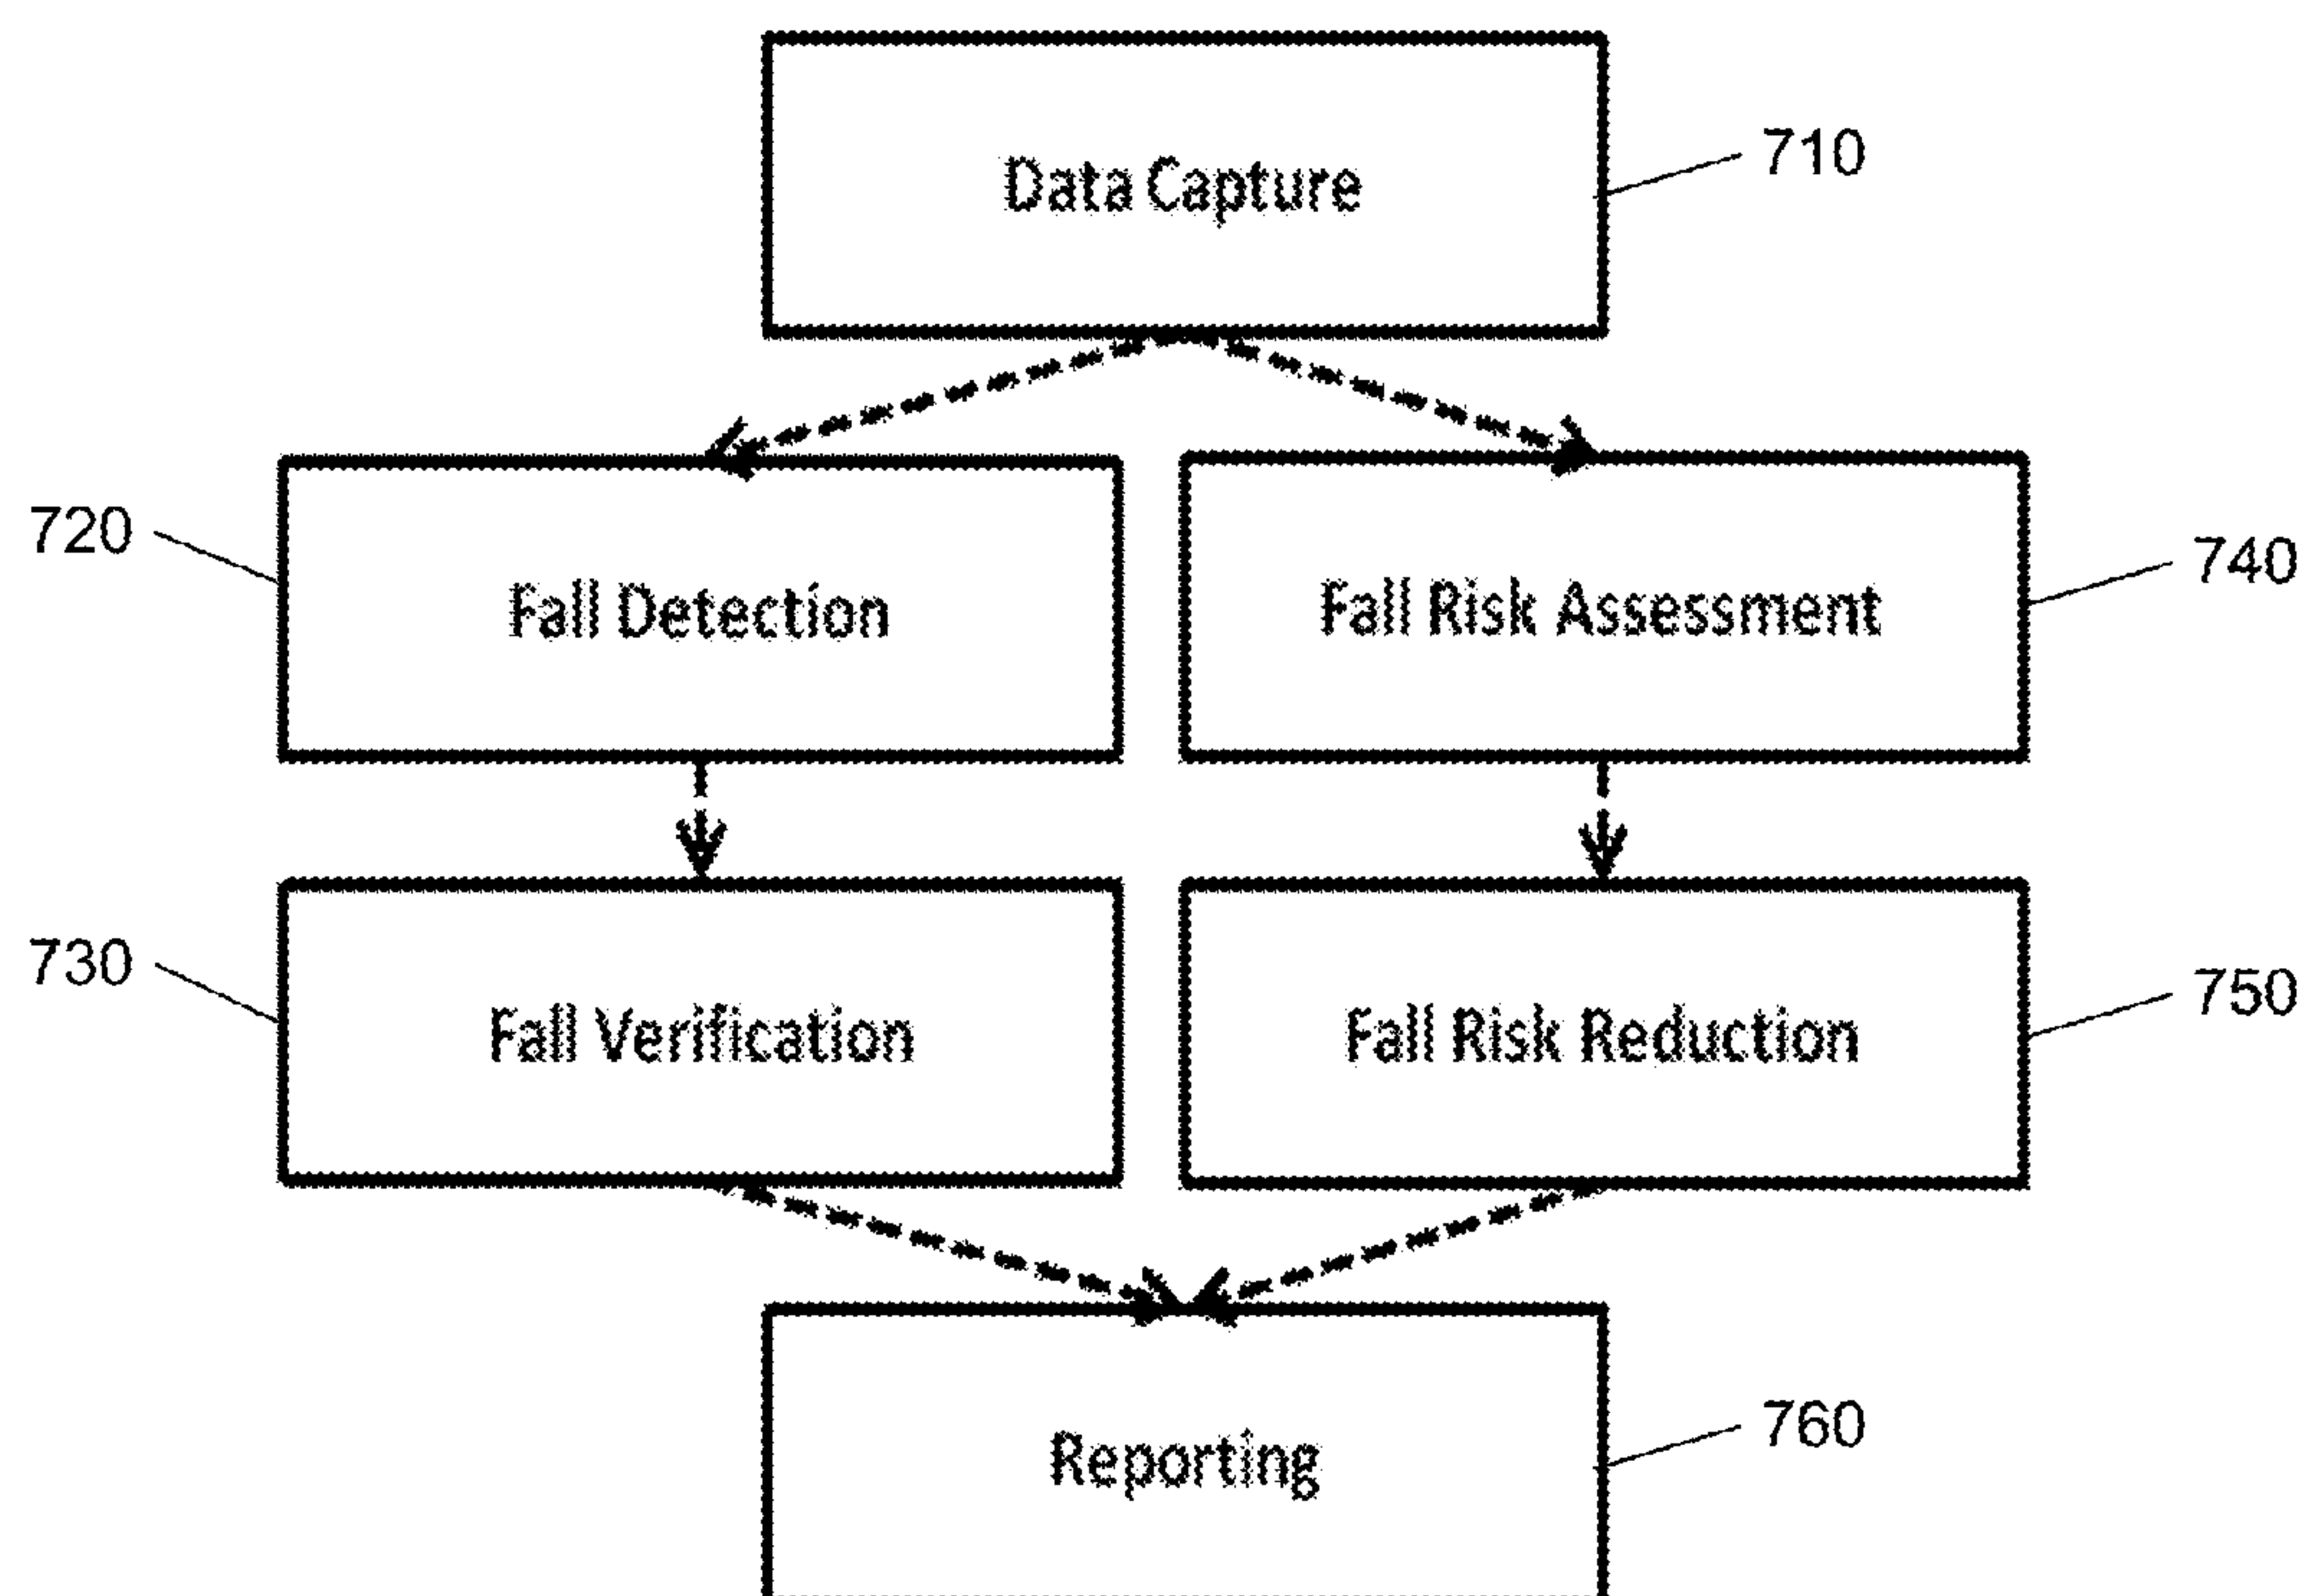 Data Capture
710
720
Fall Detection
Fall Risk Assessment
740
730
Fall Verification
Fall Risk Reduction
750
Reporting
760